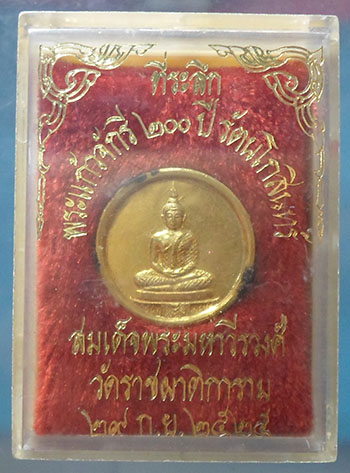 ที่ระลึก
พระแก้วจักรี ๒๐๐ ปี รัตนโกสินทร์
สมเด็จพระมหาวีรวงศ์
วัดราชผาติการาม
๒๙ ก.ย. ๒๕๒๕